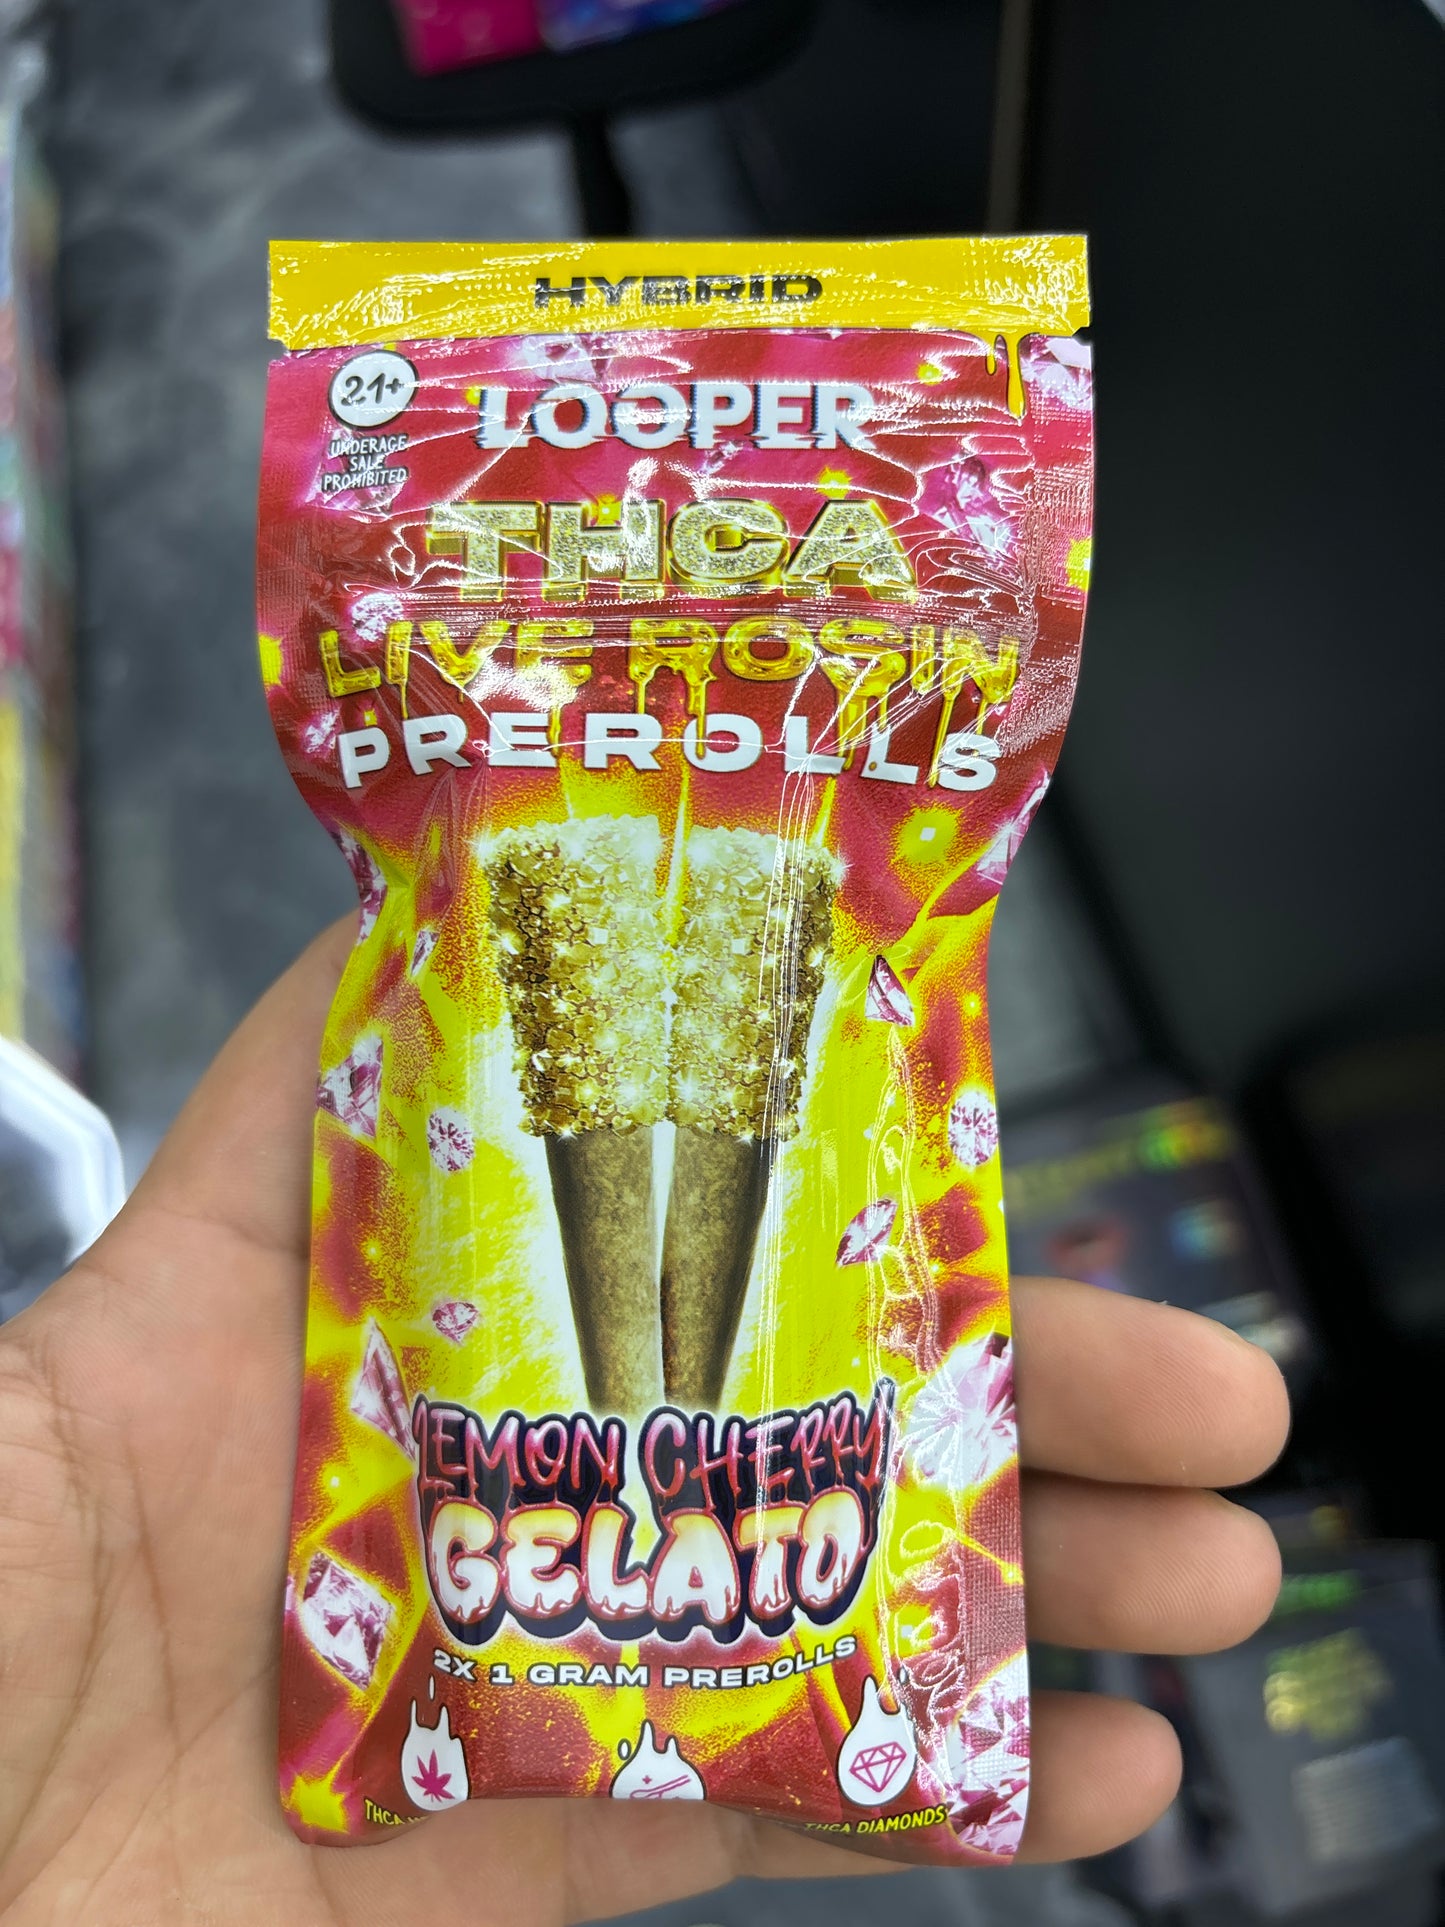 HYBRID
21+
UNDERAGE
SALE
PROHIBITED
LOOPER
THCA
LIVE ROSIN
PREROLLS
LEMON CHERRY
GELATO
2X 1 GRAM PREROLLS
THCA
THCA DIAMONDS